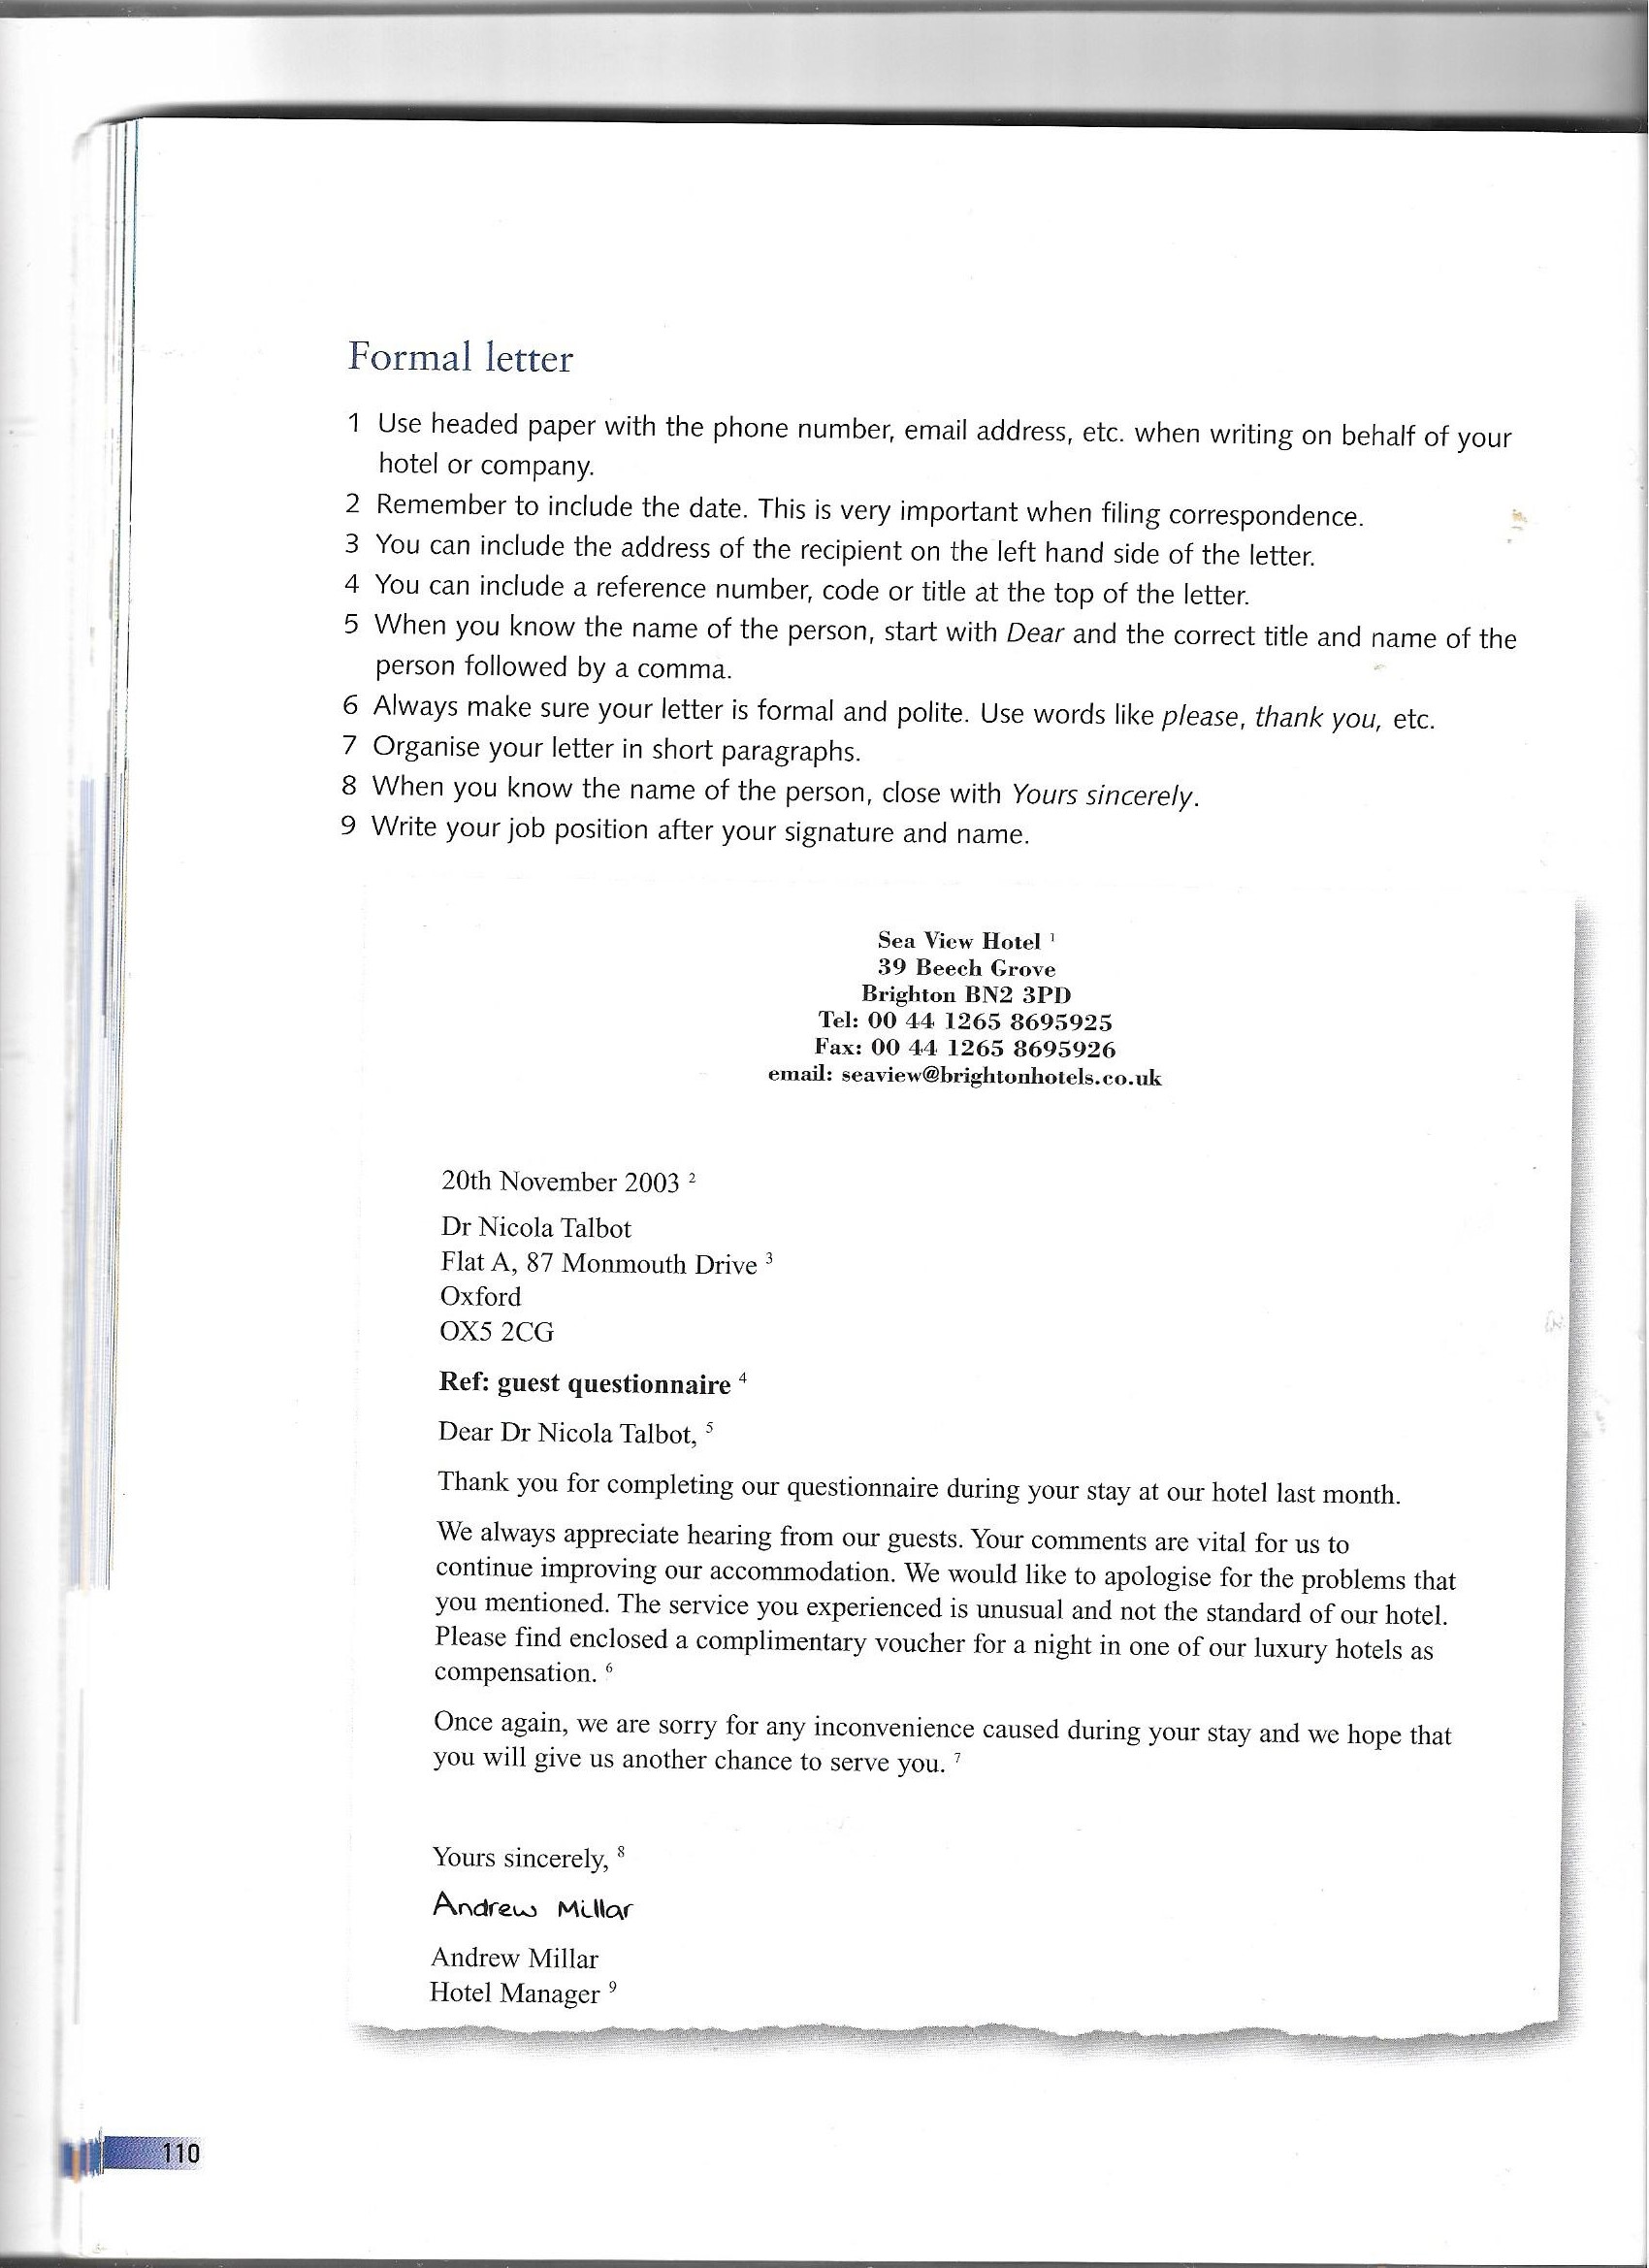 Formal letter
1 Use headed paper with the phone number, email address, etc. when writing on behalf of your
hotel or company.
2 Remember to include the date. This is very important when filing correspondence.
3 You can include the address of the recipient on the left hand side of the letter.
4 You can include a reference number, code or title at the top of the letter.
5 When you know the name of the person, start with Dear and the correct title and name of the
person followed by a comma.
6 Always make sure your letter is formal and polite. Use words like please, thank you, etc.
7 Organise your letter in short paragraphs.
8 When you know the name of the person, close with Yours sincerely.
9 Write your job position after your signature and name.
Sea View Hotel ¹
39 Beech Grove
Brighton BN2 3PD
Tel: 00 44 1265 8695925
Fax: 00 44 1265 8695926
email: seaview@brightonhotels.co.uk
20th November 2003 ²
Dr Nicola Talbot
Flat A, 87 Monmouth Drive ³
Oxford
OX5 2CG
Ref: guest questionnaire ⁴
Dear Dr Nicola Talbot, ⁵
Thank you for completing our questionnaire during your stay at our hotel last month.
We always appreciate hearing from our guests. Your comments are vital for us to
continue improving our accommodation. We would like to apologise for the problems that
you mentioned. The service you experienced is unusual and not the standard of our hotel.
Please find enclosed a complimentary voucher for a night in one of our luxury hotels as
compensation. ⁶
Once again, we are sorry for any inconvenience caused during your stay and we hope that
you will give us another chance to serve you. ⁷
Yours sincerely, ⁸
Andrew Millar
Andrew Millar
Hotel Manager ⁹
110